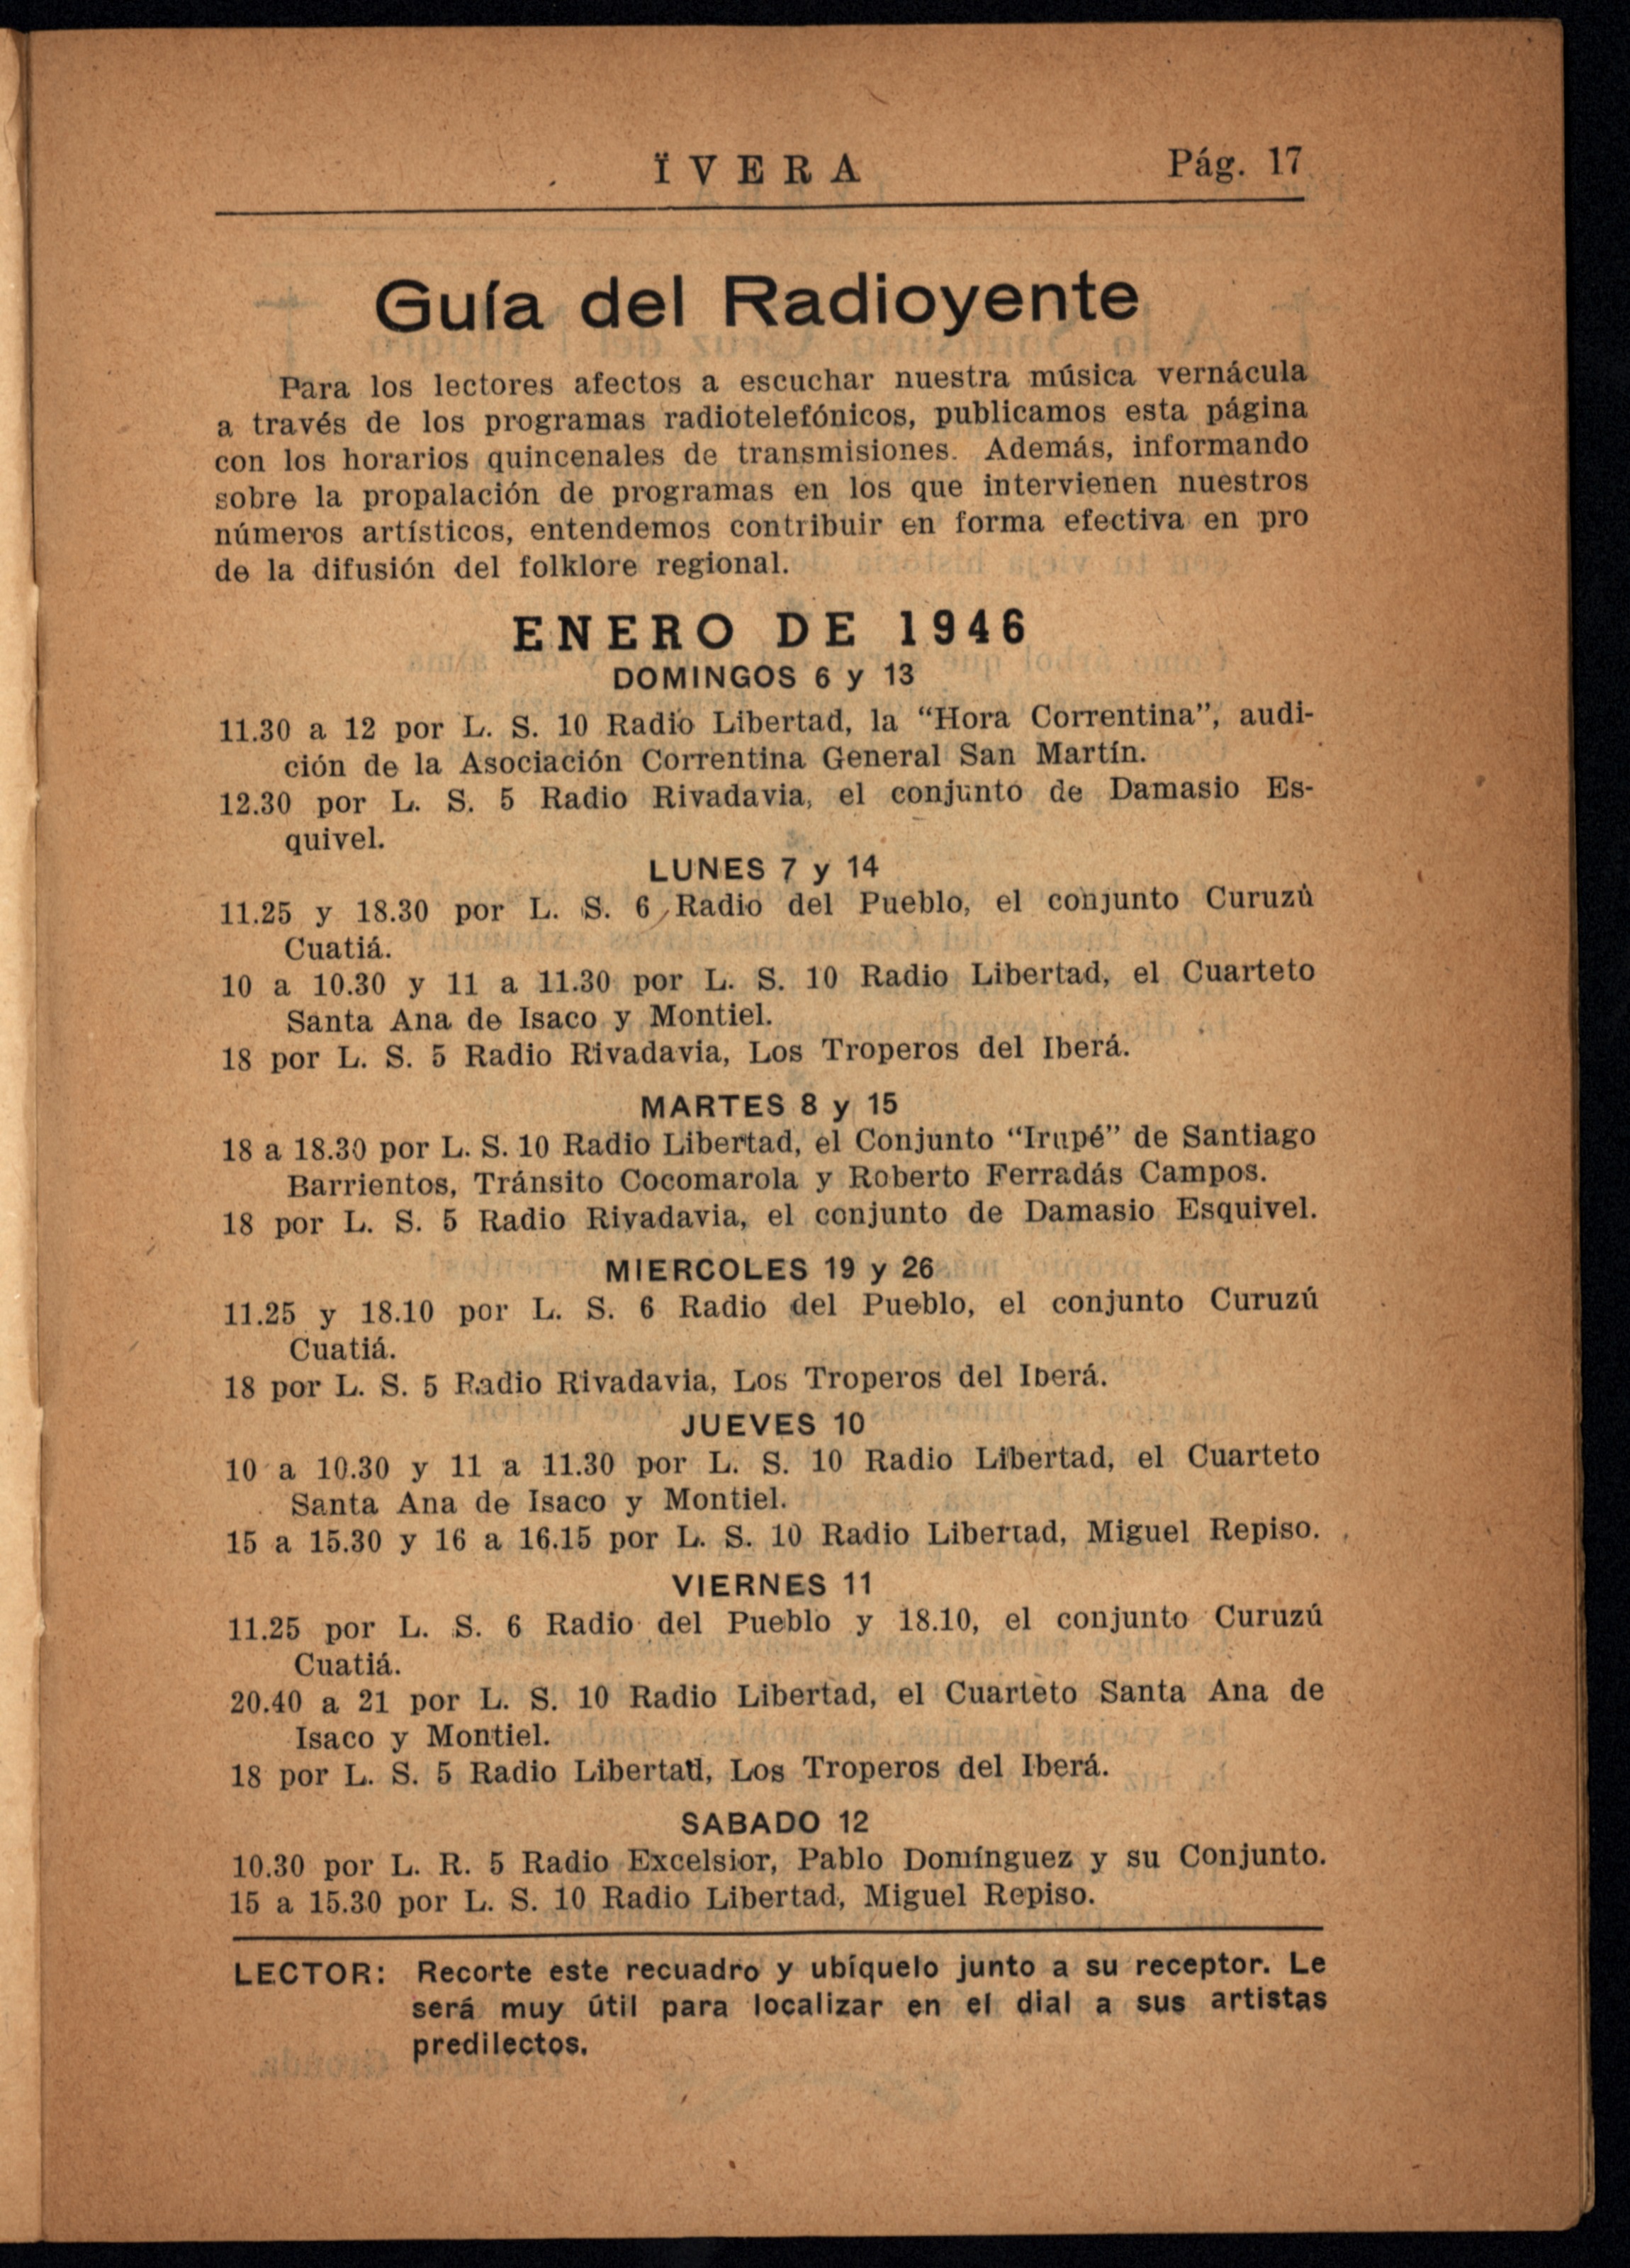 ÏVERA
Pág. 17
Guía del Radioyente
Para los lectores afectos a escuchar nuestra música vernácula
a través de los programas radiotelefónicos, publicamos esta página
con los horarios quincenales de transmisiones. Además, informando
sobre la propalación de programas en los que intervienen nuestros
números artísticos, entendemos contribuir en forma efectiva en pro
de la difusión del folklore regional.
ENERO DE 1946
DOMINGOS 6 y 13
11.30 a 12 por L. S. 10 Radio Libertad, la “Hora Correntina”, audi-
ción de la Asociación Correntina General San Martín.
12.30 por L. S. 5 Radio Rivadavia, el conjunto de Damasio Es-
quivel.
LUNES 7 y 14
11.25 y 18.30 por L. S. 6 Radio del Pueblo, el conjunto Curuzú
Cuatiá.
10 a 10.30 y 11 a 11.30 por L. S. 10 Radio Libertad, el Cuarteto
Santa Ana de Isaco y Montiel.
18 por L. S. 5 Radio Rivadavia, Los Troperos del Iberá.
MARTES 8 y 15
18 a 18.30 por L. S. 10 Radio Libertad, el Conjunto “Irupé” de Santiago
Barrientos, Tránsito Cocomarola y Roberto Ferradás Campos.
18 por L. S. 5 Radio Rivadavia, el conjunto de Damasio Esquivel.
MIERCOLES 19 y 26
11.25 y 18.10 por L. S. 6 Radio del Pueblo, el conjunto Curuzú
Cuatiá.
18 por L. S. 5 Radio Rivadavia, Los Troperos del Iberá.
JUEVES 10
10 a 10.30 y 11 a 11.30 por L. S. 10 Radio Libertad, el Cuarteto
Santa Ana de Isaco y Montiel.
15 a 15.30 y 16 a 16.15 por L. S. 10 Radio Libertad, Miguel Repiso.
VIERNES 11
11.25 por L. S. 6 Radio del Pueblo y 18.10, el conjunto Curuzú
Cuatiá.
20.40 a 21 por L. S. 10 Radio Libertad, el Cuarteto Santa Ana de
Isaco y Montiel.
18 por L. S. 5 Radio Libertad, Los Troperos del Iberá.
SABADO 12
10.30 por L. R. 5 Radio Excelsior, Pablo Domínguez y su Conjunto.
15 a 15.30 por L. S. 10 Radio Libertad, Miguel Repiso.
LECTOR: Recorte este recuadro y ubíquelo junto a su receptor. Le
será muy útil para localizar en el dial a sus artistas
predilectos.